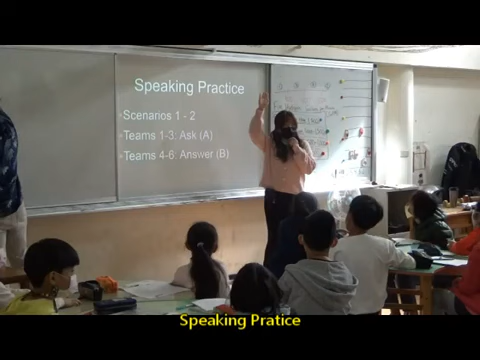 Speaking Practice
Scenarios 1 - 2
Teams 1-3: Ask (A)
Teams 4-6: Answer (B)
Speaking Pratice